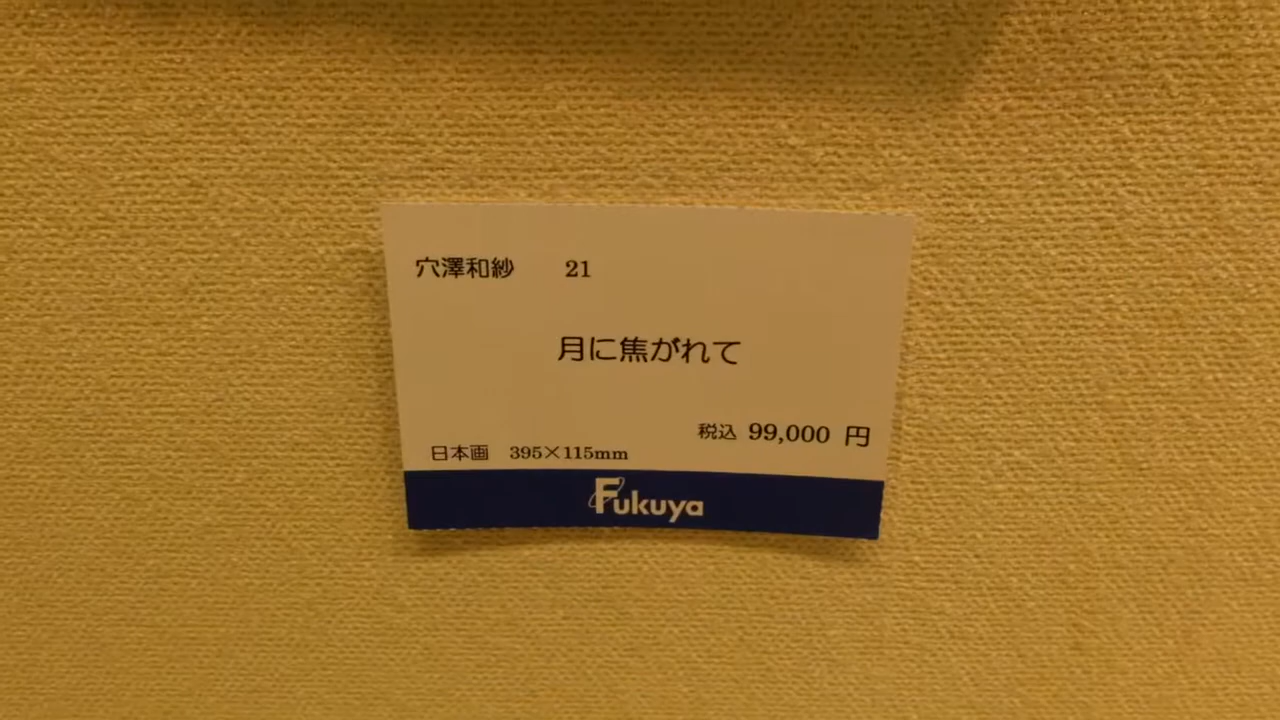 穴澤和紗 21
月に焦がれて
税込 99,000 円
日本画 395×115mm
Fukuya